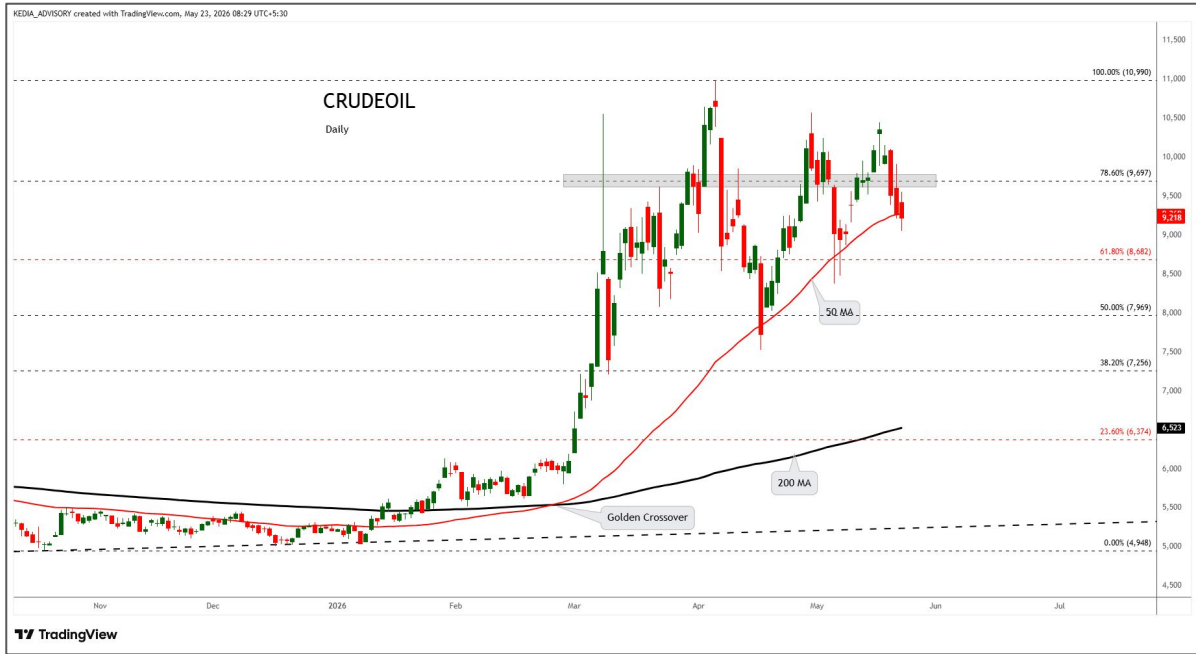 KEDIA_ADVISORY created with TradingView.com, May 23, 2026 08:29 UTC+5:30
11,500
100.00% (10,990)
11,000
CRUDEOIL
Daily
10,500
10,000
78.60% (9,697)
9,500
9,218
9,000
61.80% (8,682)
8,500
50 MA
50.00% (7,969)
8,000
7,500
38.20% (7,256)
7,000
6,523
23.60% (6,374)
6,000
200 MA
5,500
Golden Crossover
0.00% (4,948)
5,000
4,500
Nov Dec 2026 Feb Mar Apr May Jun Jul
TradingView